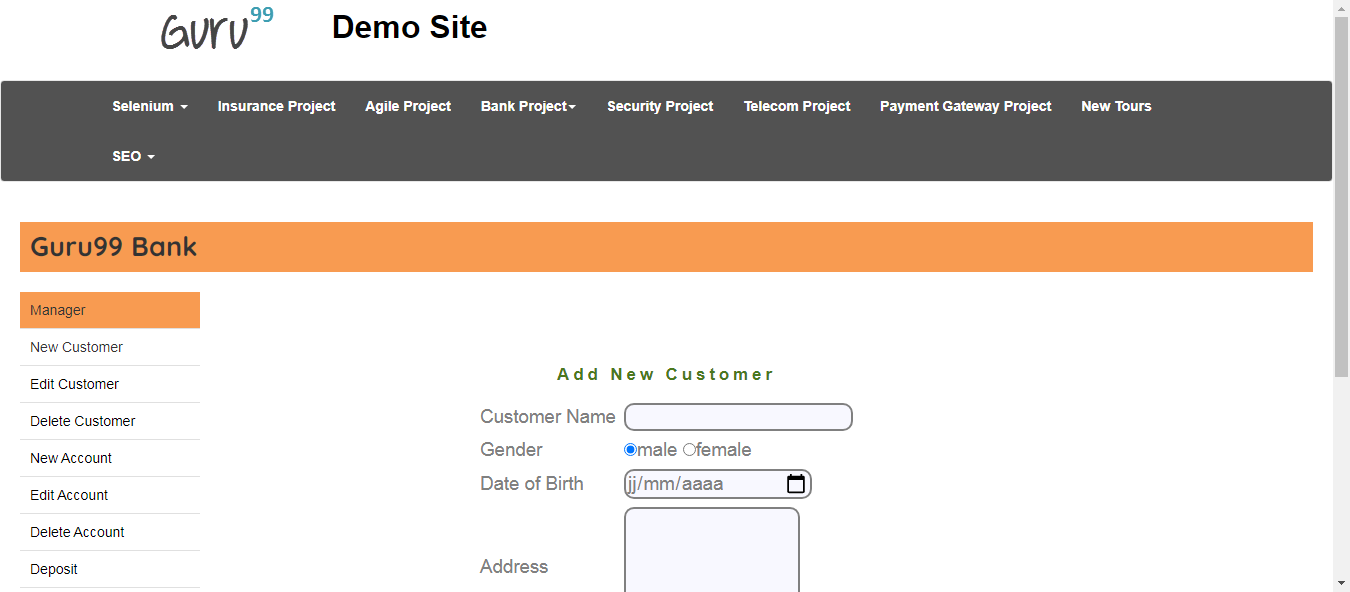 Guru99 Demo Site
Selenium Insurance Project Agile Project Bank Project Security Project Telecom Project Payment Gateway Project New Tours
SEO
Guru99 Bank
Manager
New Customer
Edit Customer
Delete Customer
New Account
Edit Account
Delete Account
Deposit
Add New Customer
Customer Name
Gender male female
Date of Birth jj/mm/aaaa
Address